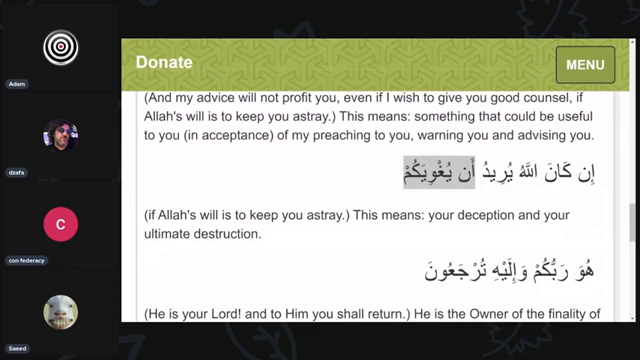 Donate
MENU
(And my advice will not profit you, even if I wish to give you good counsel, if
Allah's will is to keep you astray.) This means: something that could be useful
to you (in acceptance) of my preaching to you, warning you and advising you.
إِن كَانَ اللَّهُ يُرِيدُ أَن يُغْوِيَكُمْ
(if Allah's will is to keep you astray.) This means: your deception and your
ultimate destruction.
هُوَ رَبُّكُمْ وَإِلَيْهِ تُرْجَعُونَ
(He is your Lord! and to Him you shall return.) He is the Owner of the finality of
Adam
dzafa
C
con federacy
Saeed